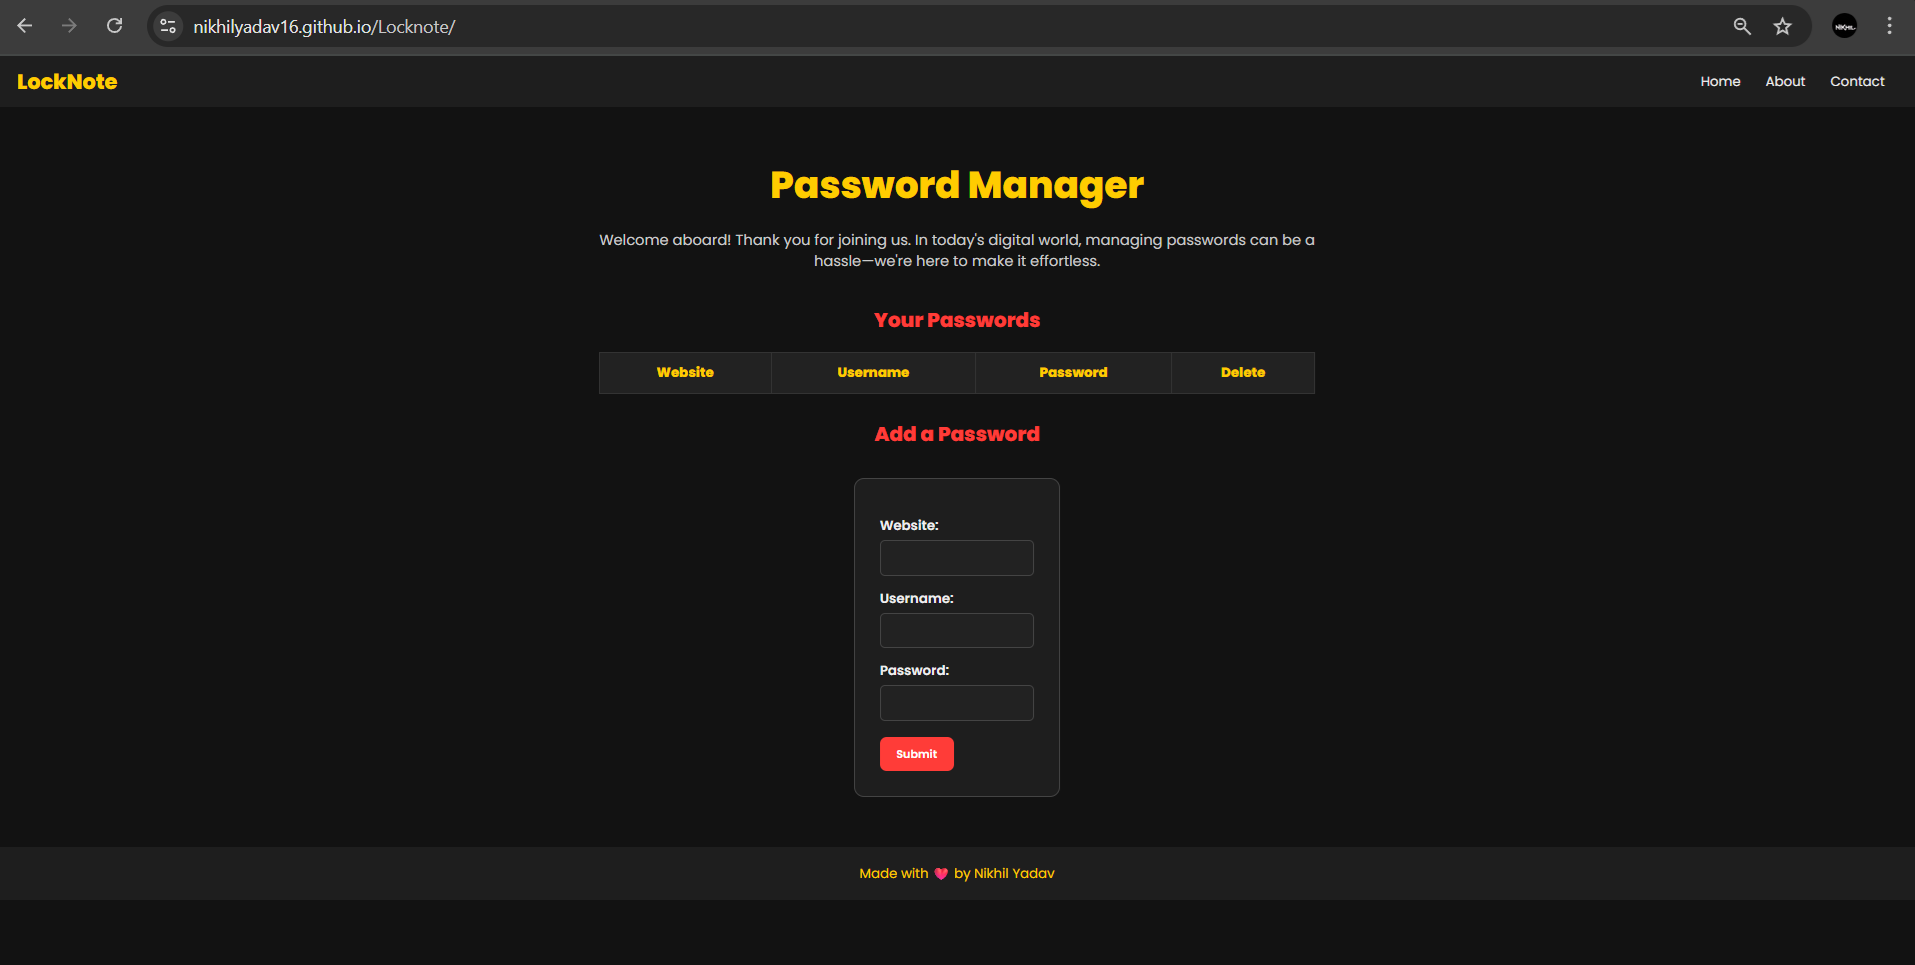 nikhilyadav16.github.io/Locknote/
NIKHIL
LockNote
Home About Contact
Password Manager
Welcome aboard! Thank you for joining us. In today's digital world, managing passwords can be a
hassle—we're here to make it effortless.
Your Passwords
Website Username Password Delete
Add a Password
Website:
Username:
Password:
Submit
Made with 💗 by Nikhil Yadav